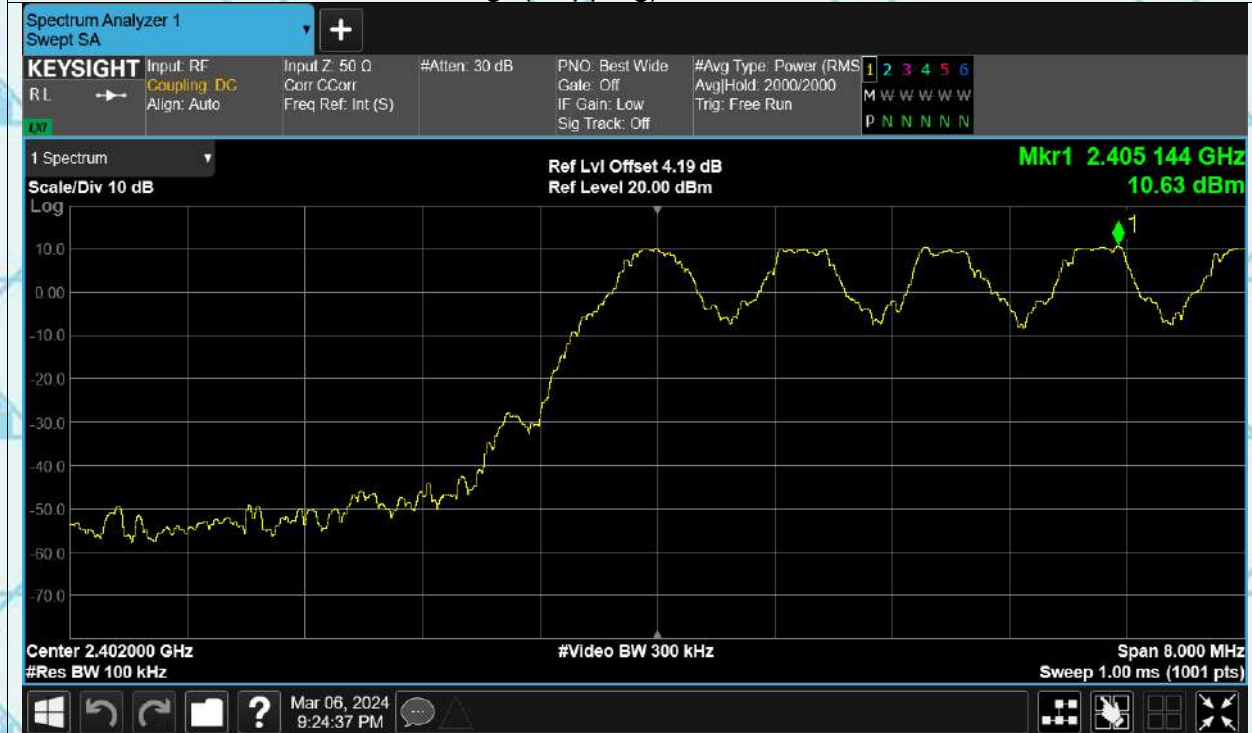 Spectrum Analyzer 1
Swept SA
+
KEYSIGHT
RL
LXI
Input: RF
Coupling: DC
Align: Auto
Input Z: 50 Ω
Corr CCorr
Freq Ref: Int (S)
#Atten: 30 dB
PNO: Best Wide
Gate: Off
IF Gain: Low
Sig Track: Off
#Avg Type: Power (RMS
Avg|Hold: 2000/2000
Trig: Free Run
1 2 3 4 5 6
M W W W W W
P N N N N N
1 Spectrum
Scale/Div 10 dB
Log
Ref Lvl Offset 4.19 dB
Ref Level 20.00 dBm
Mkr1 2.405 144 GHz
10.63 dBm
1
10.0
0.00
-10.0
-20.0
-30.0
-40.0
-50.0
-60.0
-70.0
Center 2.402000 GHz
#Res BW 100 kHz
#Video BW 300 kHz
Span 8.000 MHz
Sweep 1.00 ms (1001 pts)
?
Mar 06, 2024
9:24:37 PM